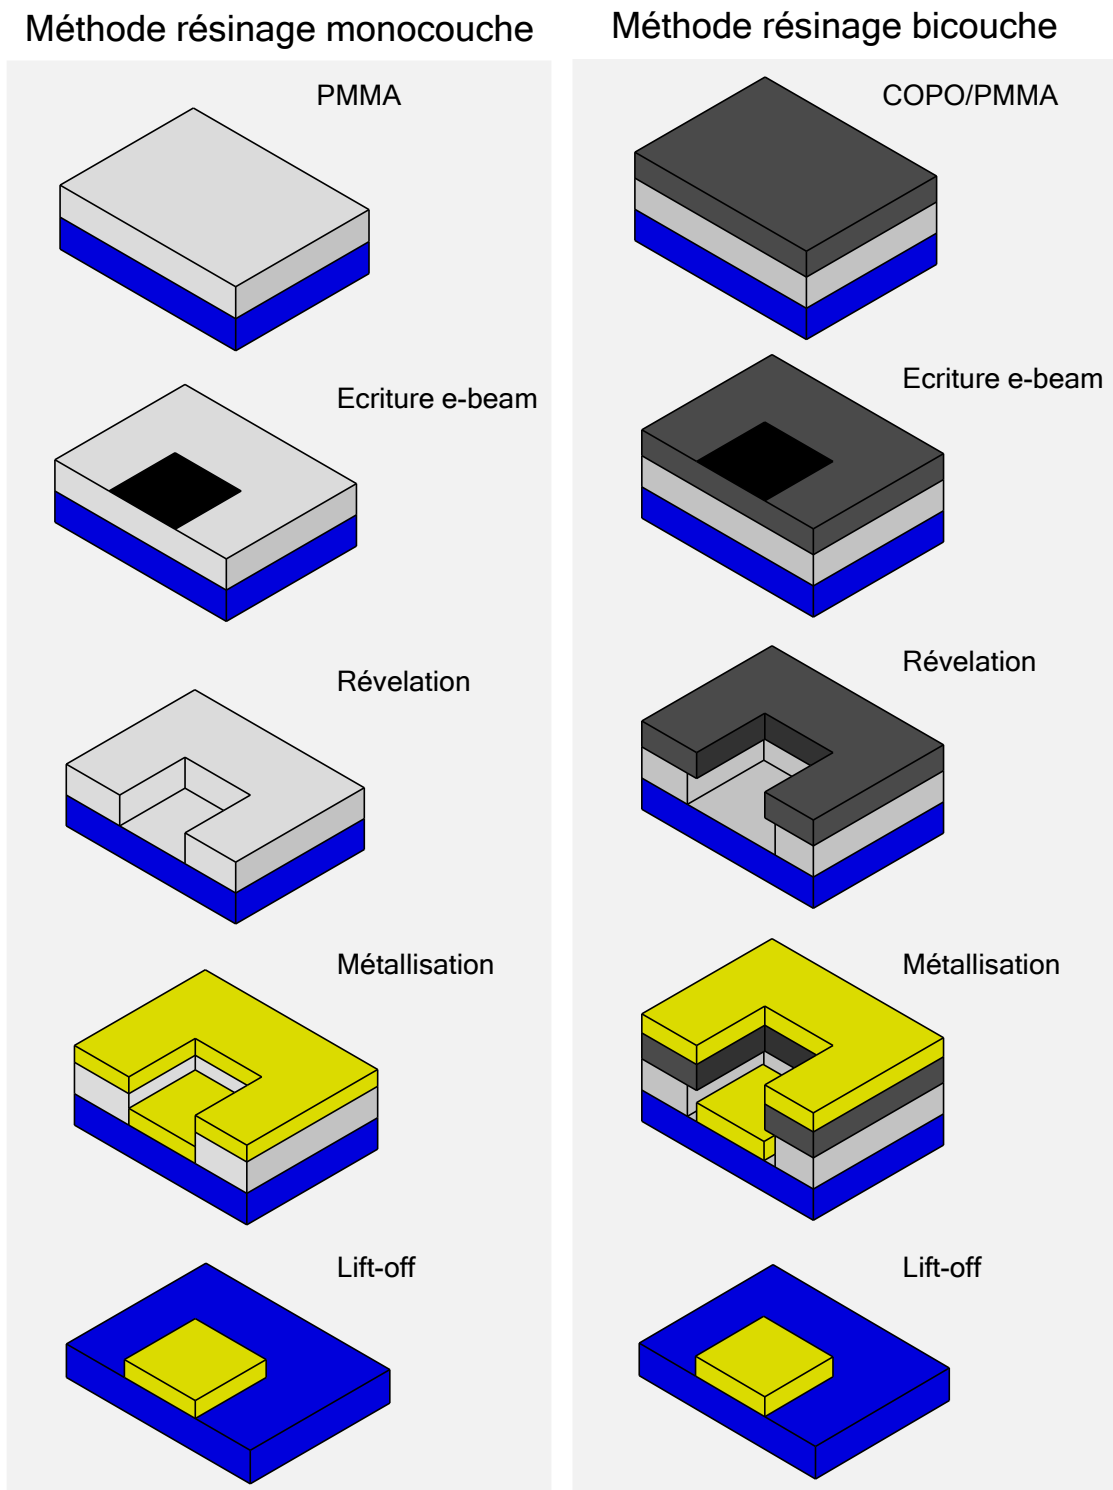 Méthode résinage monocouche
PMMA
Ecriture e-beam
Révelation
Métallisation
Lift-off
Méthode résinage bicouche
COPO/PMMA
Ecriture e-beam
Révelation
Métallisation
Lift-off